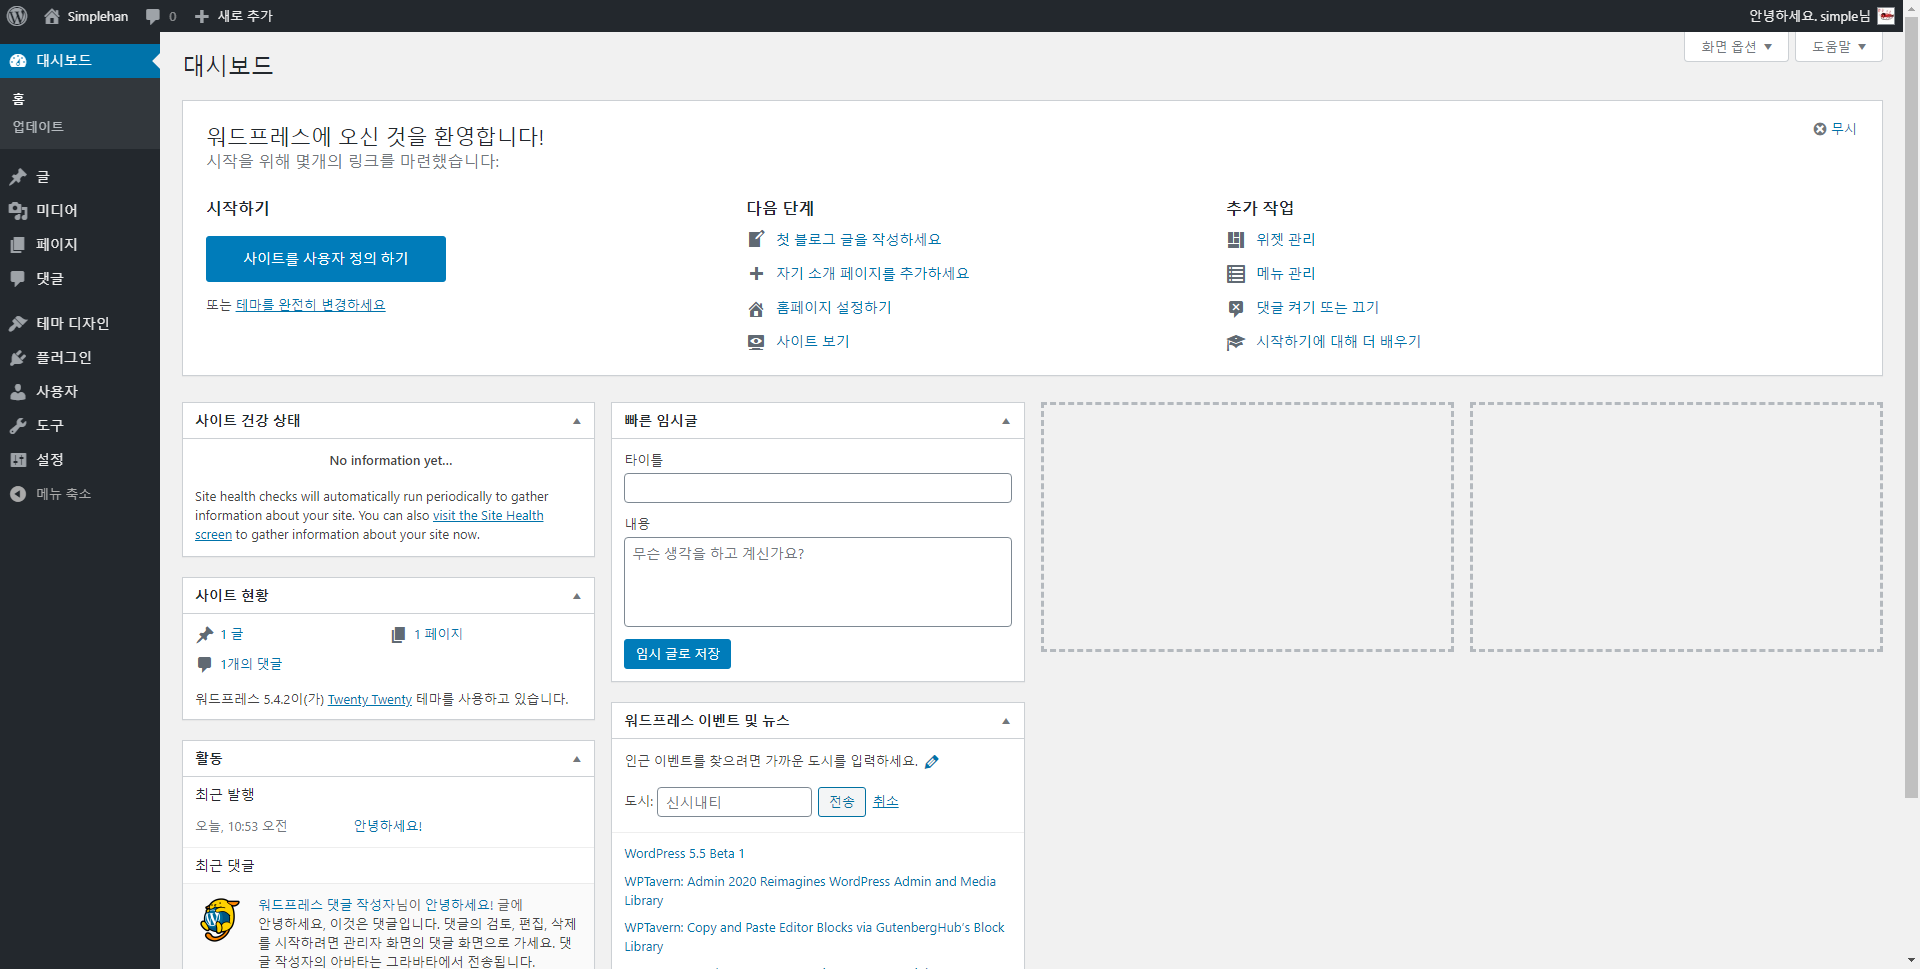 Simplehan 0 새로 추가 안녕하세요. simple님
화면 옵션 도움말
대시보드
홈
업데이트
글
미디어
페이지
댓글
테마 디자인
플러그인
사용자
도구
설정
메뉴 축소
대시보드
워드프레스에 오신 것을 환영합니다!
시작을 위해 몇개의 링크를 마련했습니다:
무시
시작하기
사이트를 사용자 정의 하기
또는 테마를 완전히 변경하세요
다음 단계
첫 블로그 글을 작성하세요
자기 소개 페이지를 추가하세요
홈페이지 설정하기
사이트 보기
추가 작업
위젯 관리
메뉴 관리
댓글 켜기 또는 끄기
시작하기에 대해 더 배우기
사이트 건강 상태
No information yet...
Site health checks will automatically run periodically to gather
information about your site. You can also visit the Site Health
screen to gather information about your site now.
사이트 현황
1 글 1 페이지
1개의 댓글
워드프레스 5.4.2이(가) Twenty Twenty 테마를 사용하고 있습니다.
활동
최근 발행
오늘, 10:53 오전 안녕하세요!
최근 댓글
워드프레스 댓글 작성자님이 안녕하세요! 글에
안녕하세요, 이것은 댓글입니다. 댓글의 검토, 편집, 삭제
를 시작하려면 관리자 화면의 댓글 화면으로 가세요. 댓
글 작성자의 아바타는 그라바타에서 전송됩니다.
빠른 임시글
타이틀
내용
무슨 생각을 하고 계신가요?
임시 글로 저장
워드프레스 이벤트 및 뉴스
인근 이벤트를 찾으려면 가까운 도시를 입력하세요.
도시: 신시내티 전송 취소
WordPress 5.5 Beta 1
WPTavern: Admin 2020 Reimagines WordPress Admin and Media
Library
WPTavern: Copy and Paste Editor Blocks via GutenbergHub's Block
Library